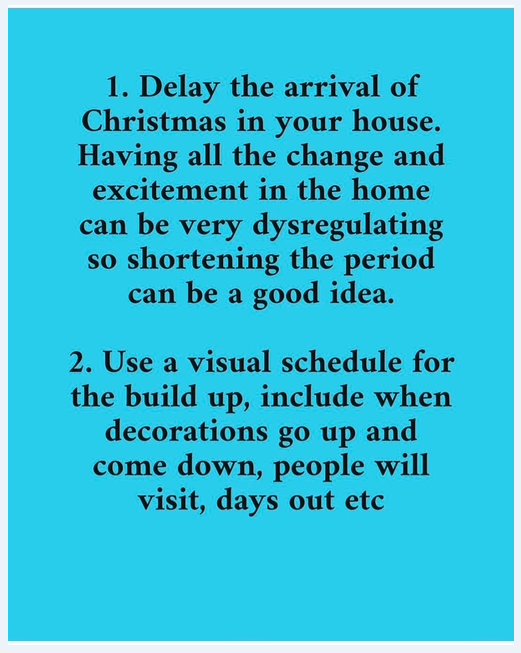 1. Delay the arrival of
Christmas in your house.
Having all the change and
excitement in the home
can be very dysregulating
so shortening the period
can be a good idea.
2. Use a visual schedule for
the build up, include when
decorations go up and
come down, people will
visit, days out etc